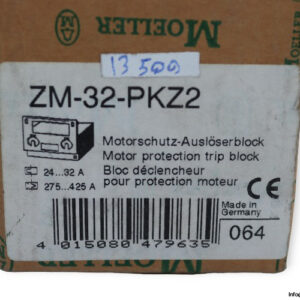 MOELLER
13 500
ZM-32-PKZ2
Motorschutz-Auslöserblock
Motor protection trip block
Bloc déclencheur
pour protection moteur
24...32 A
275...425 A
CE
Made in
Germany
064
4 015080 479635